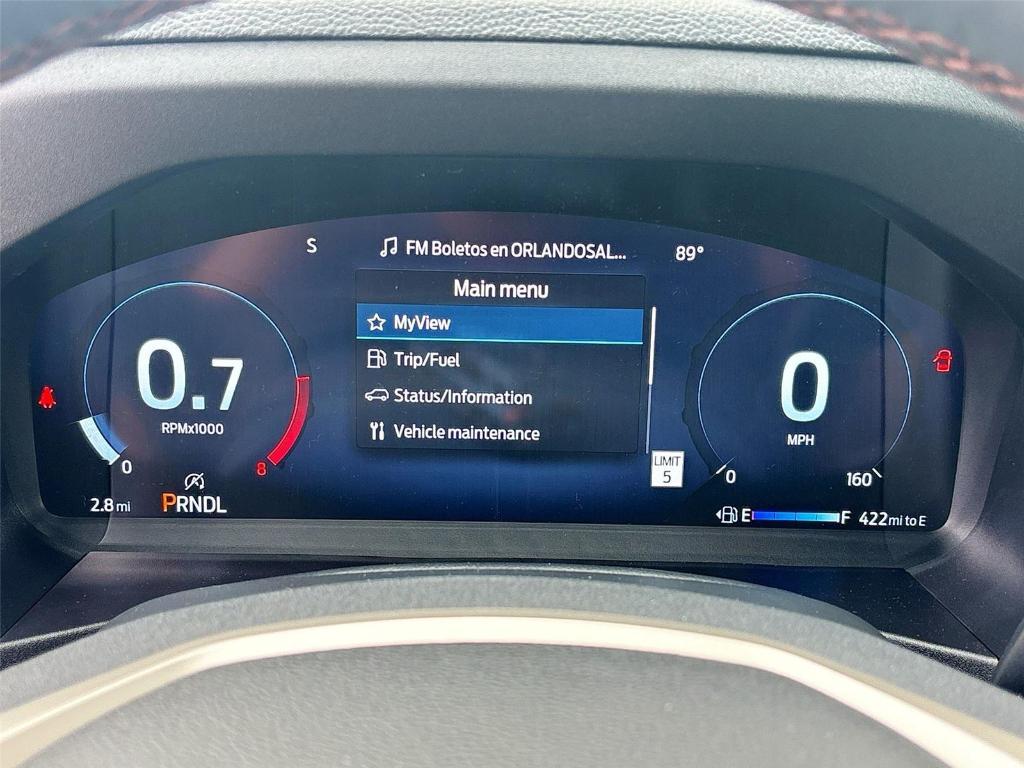 S
FM Boletos en ORLANDOSAL...
89°
Main menu
MyView
Trip/Fuel
Status/Information
Vehicle maintenance
0.7
RPMx1000
0
8
0
MPH
0
160
LIMIT
5
2.8 mi
PRNDL
E
F
422 mi to E